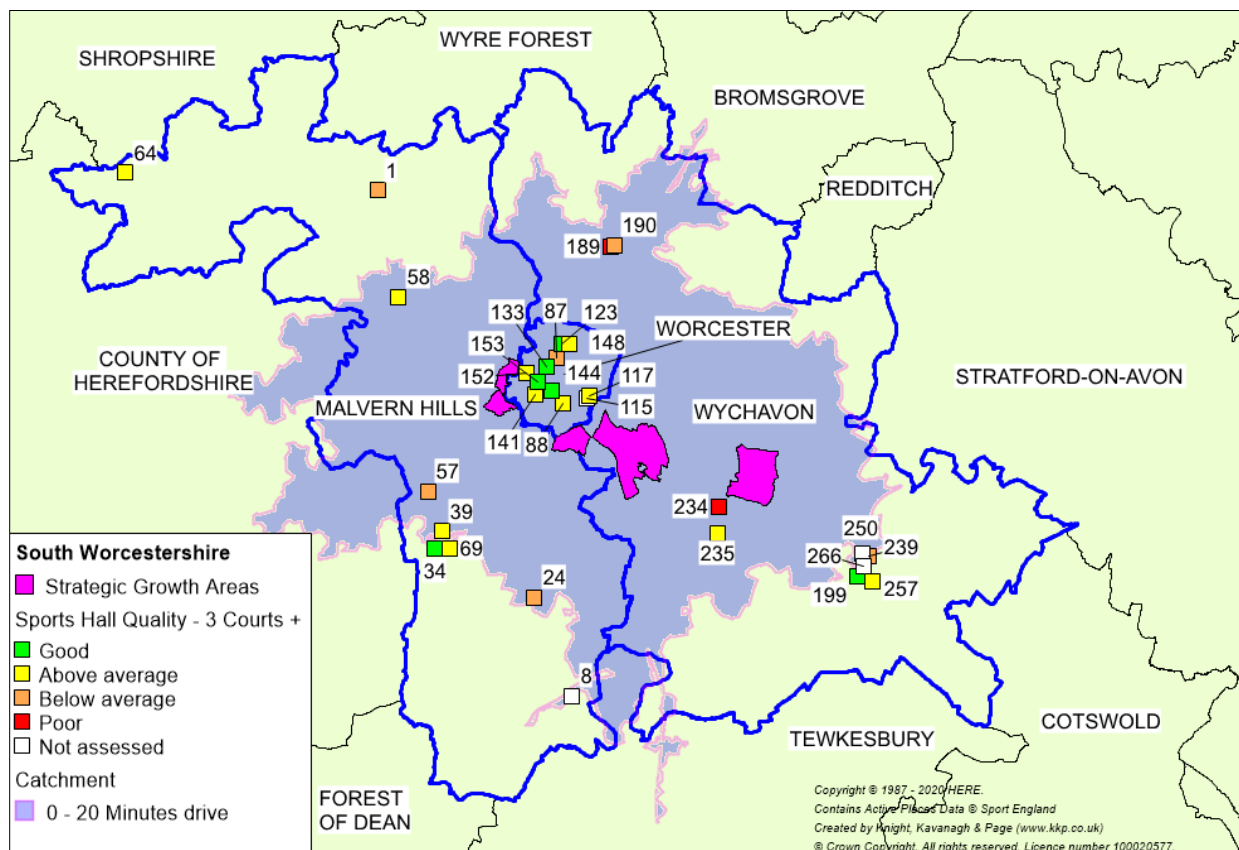 WYRE FOREST
SHROPSHIRE
BROMSGROVE
64
1
REDDITCH
190
189
58
133
87
123
153
148
WORCESTER
COUNTY OF
HEREFORDSHIRE
152
144
117
STRATFORD-ON-AVON
MALVERN HILLS
115
WYCHAVON
141
88
57
39
234
250
239
235
266
69
34
24
199
257
8
South Worcestershire
Strategic Growth Areas
Sports Hall Quality - 3 Courts +
Good
Above average
Below average
Poor
Not assessed
Catchment
0 - 20 Minutes drive
COTSWOLD
TEWKESBURY
FOREST
OF DEAN
Copyright © 1987 - 2020 HERE.
Contains Active Places Data © Sport England
Created by Knight, Kavanagh & Page (www.kkp.co.uk)
© Crown Copyright. All rights reserved. Licence number 100020577.